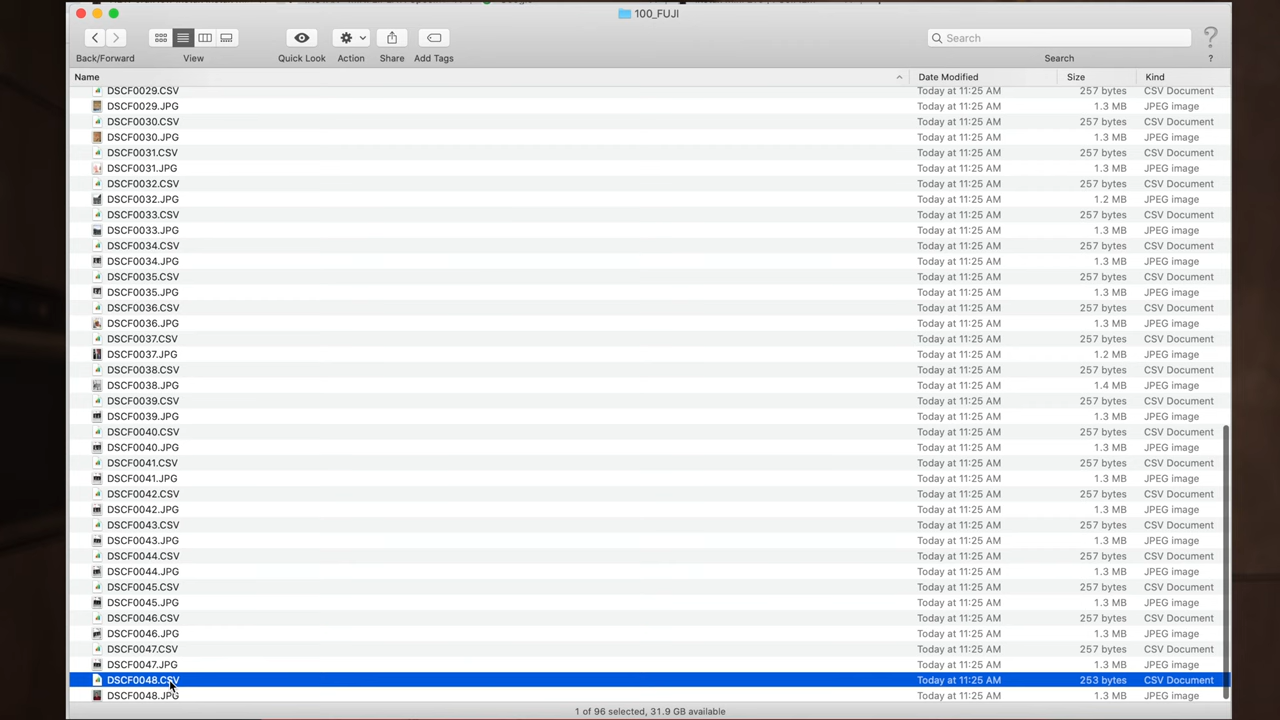 100_FUJI
Search
?
Back/Forward View Quick Look Action Share Add Tags Search ?
Name Date Modified Size Kind
DSCF0029.CSV Today at 11:25 AM 257 bytes CSV Document
DSCF0029.JPG Today at 11:25 AM 1.3 MB JPEG image
DSCF0030.CSV Today at 11:25 AM 257 bytes CSV Document
DSCF0030.JPG Today at 11:25 AM 1.3 MB JPEG image
DSCF0031.CSV Today at 11:25 AM 257 bytes CSV Document
DSCF0031.JPG Today at 11:25 AM 1.3 MB JPEG image
DSCF0032.CSV Today at 11:25 AM 257 bytes CSV Document
DSCF0032.JPG Today at 11:25 AM 1.2 MB JPEG image
DSCF0033.CSV Today at 11:25 AM 257 bytes CSV Document
DSCF0033.JPG Today at 11:25 AM 1.3 MB JPEG image
DSCF0034.CSV Today at 11:25 AM 257 bytes CSV Document
DSCF0034.JPG Today at 11:25 AM 1.3 MB JPEG image
DSCF0035.CSV Today at 11:25 AM 257 bytes CSV Document
DSCF0035.JPG Today at 11:25 AM 1.3 MB JPEG image
DSCF0036.CSV Today at 11:25 AM 257 bytes CSV Document
DSCF0036.JPG Today at 11:25 AM 1.3 MB JPEG image
DSCF0037.CSV Today at 11:25 AM 257 bytes CSV Document
DSCF0037.JPG Today at 11:25 AM 1.2 MB JPEG image
DSCF0038.CSV Today at 11:25 AM 257 bytes CSV Document
DSCF0038.JPG Today at 11:25 AM 1.4 MB JPEG image
DSCF0039.CSV Today at 11:25 AM 257 bytes CSV Document
DSCF0039.JPG Today at 11:25 AM 1.3 MB JPEG image
DSCF0040.CSV Today at 11:25 AM 257 bytes CSV Document
DSCF0040.JPG Today at 11:25 AM 1.3 MB JPEG image
DSCF0041.CSV Today at 11:25 AM 257 bytes CSV Document
DSCF0041.JPG Today at 11:25 AM 1.3 MB JPEG image
DSCF0042.CSV Today at 11:25 AM 257 bytes CSV Document
DSCF0042.JPG Today at 11:25 AM 1.3 MB JPEG image
DSCF0043.CSV Today at 11:25 AM 257 bytes CSV Document
DSCF0043.JPG Today at 11:25 AM 1.3 MB JPEG image
DSCF0044.CSV Today at 11:25 AM 257 bytes CSV Document
DSCF0044.JPG Today at 11:25 AM 1.3 MB JPEG image
DSCF0045.CSV Today at 11:25 AM 257 bytes CSV Document
DSCF0045.JPG Today at 11:25 AM 1.3 MB JPEG image
DSCF0046.CSV Today at 11:25 AM 257 bytes CSV Document
DSCF0046.JPG Today at 11:25 AM 1.3 MB JPEG image
DSCF0047.CSV Today at 11:25 AM 257 bytes CSV Document
DSCF0047.JPG Today at 11:25 AM 1.3 MB JPEG image
DSCF0048.CSV Today at 11:25 AM 253 bytes CSV Document
DSCF0048.JPG Today at 11:25 AM 1.3 MB JPEG image
1 of 96 selected, 31.9 GB available